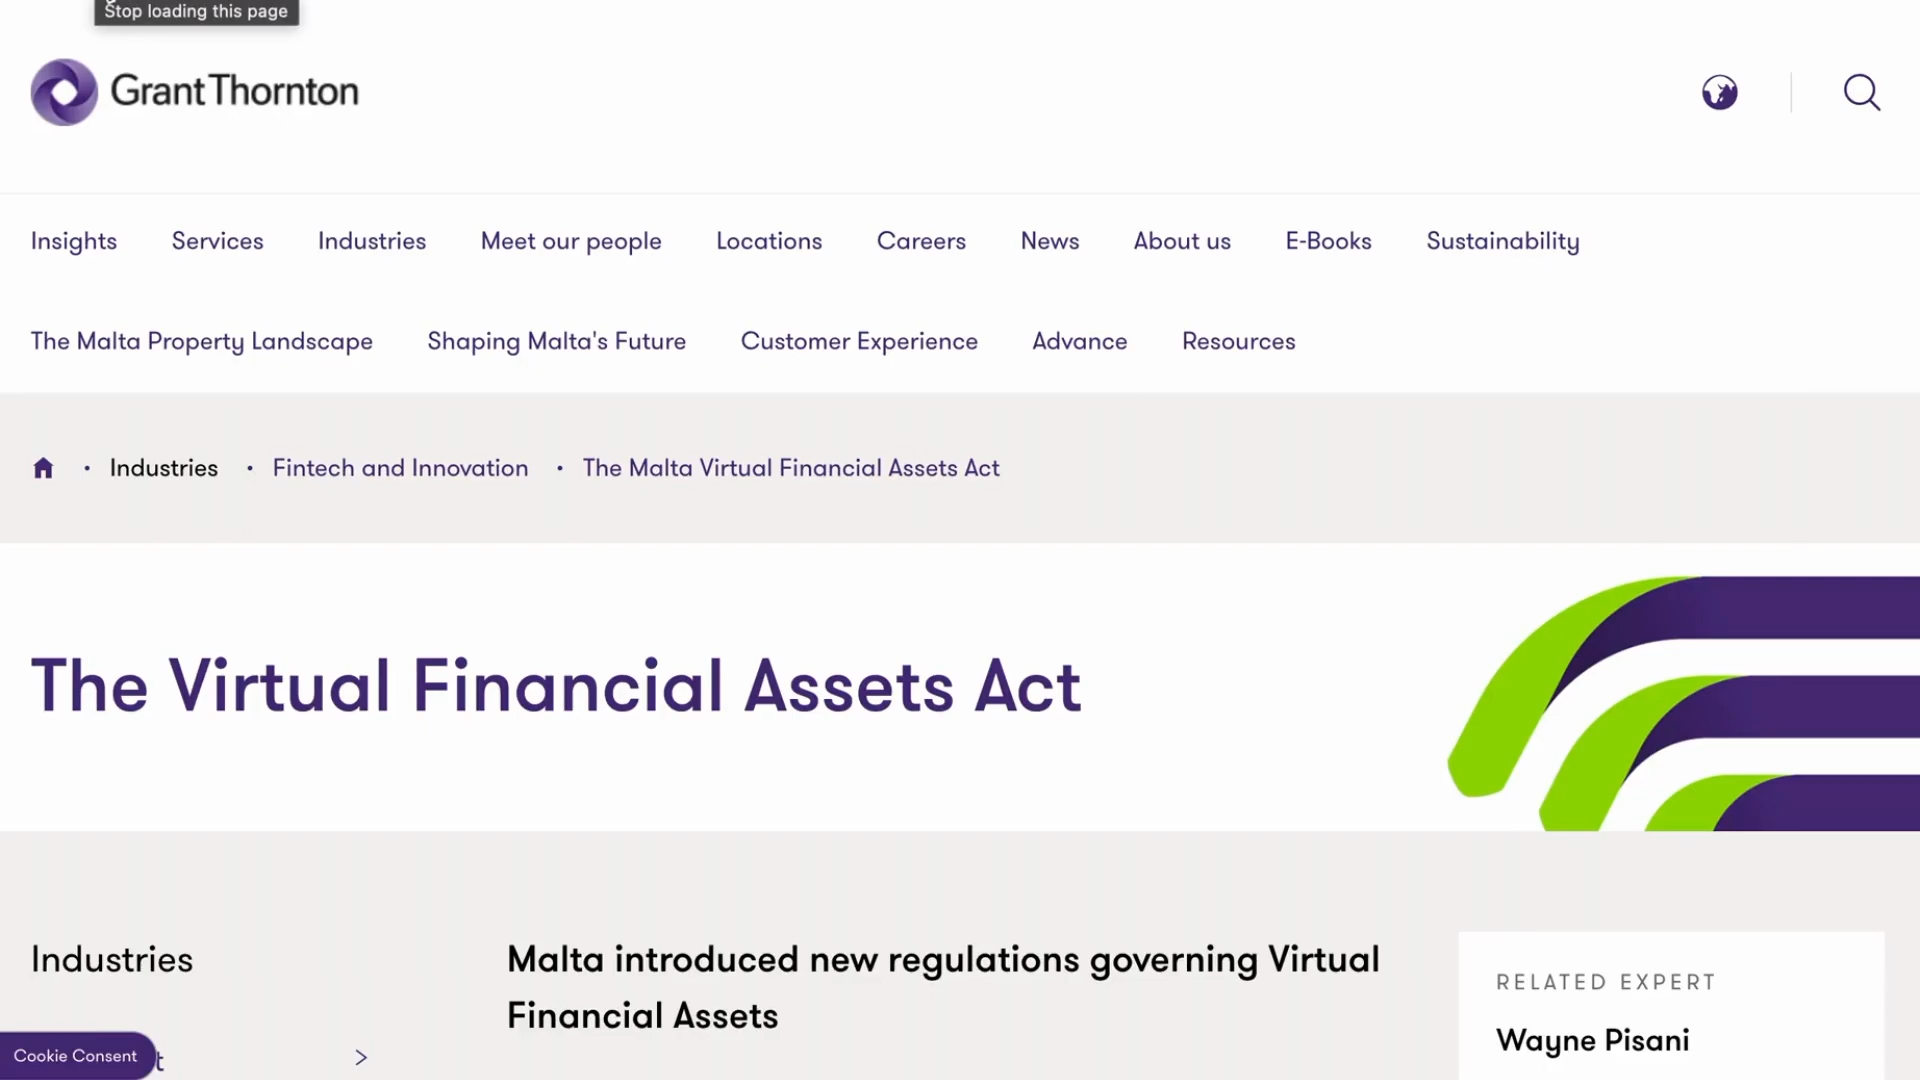 Stop loading this page
Grant Thornton
Insights Services Industries Meet our people Locations Careers News About us E-Books Sustainability
The Malta Property Landscape Shaping Malta's Future Customer Experience Advance Resources
Industries • Fintech and Innovation • The Malta Virtual Financial Assets Act
The Virtual Financial Assets Act
Industries
Malta introduced new regulations governing Virtual
Financial Assets
RELATED EXPERT
Wayne Pisani
Cookie Consent